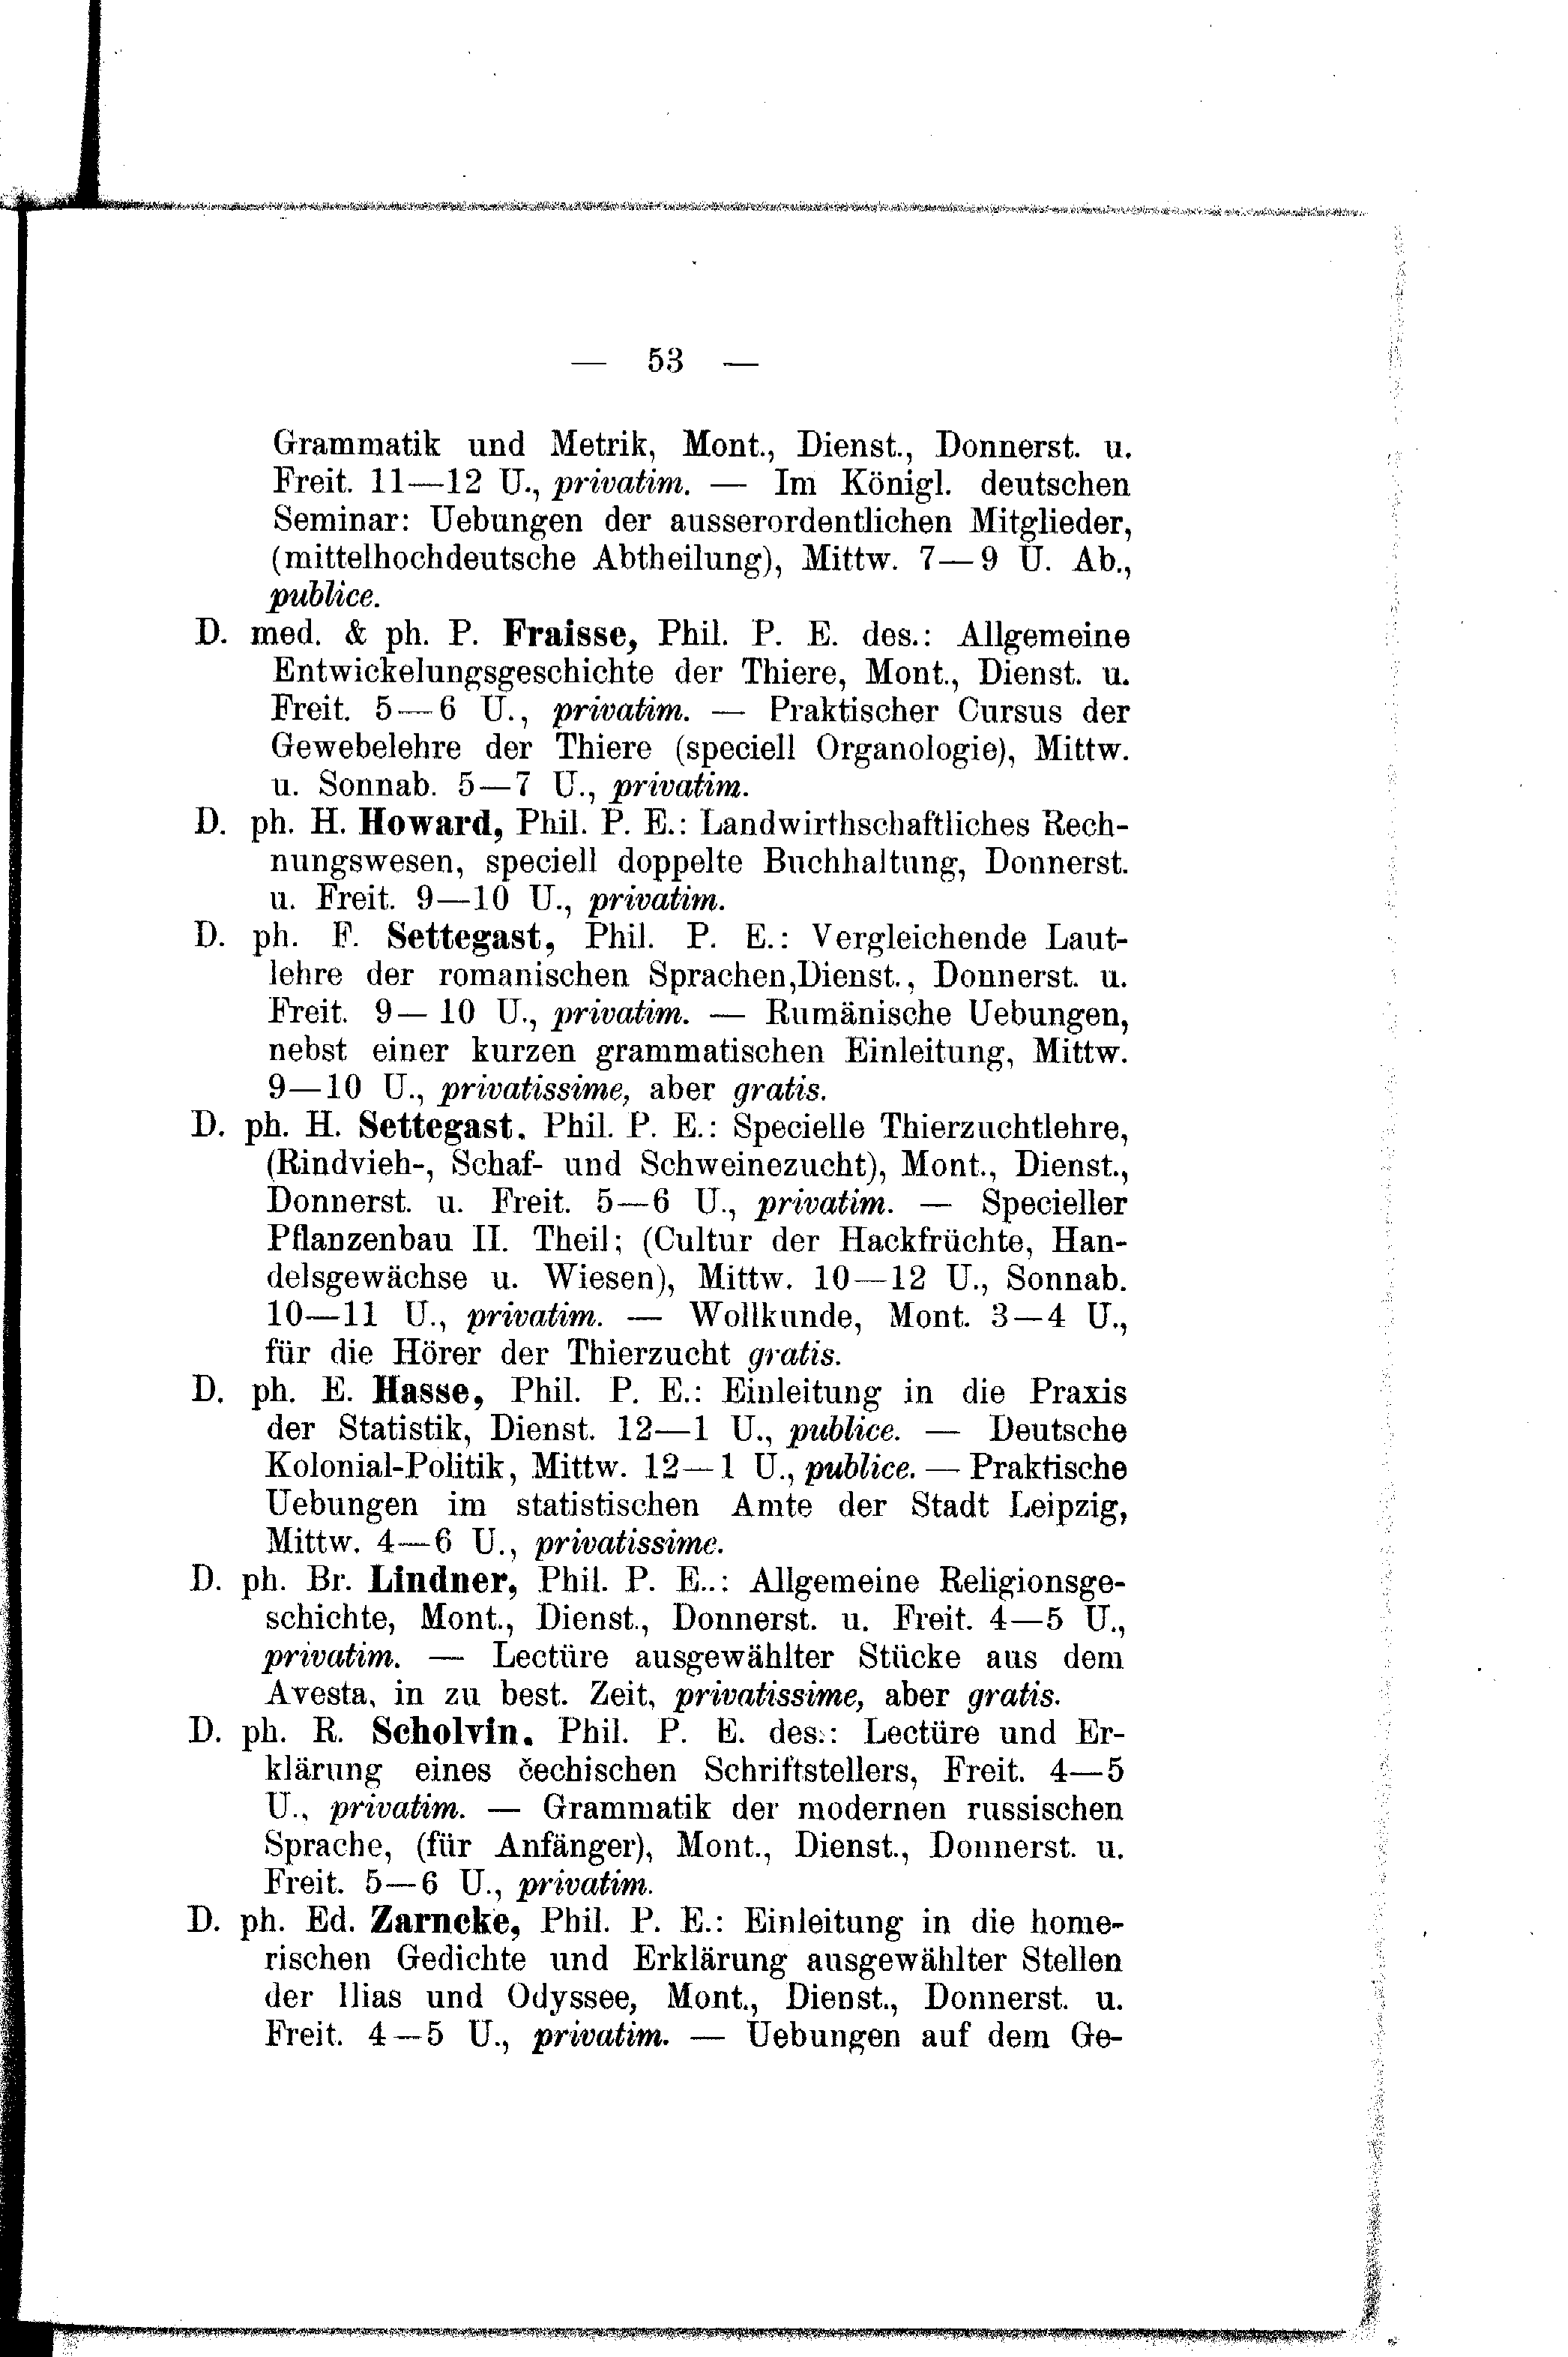 — 53 —
Grammatik und Metrik, Mont., Dienst., Donnerst. u.
Freit. 11—12 U., privatim. — Im Königl. deutschen
Seminar: Uebungen der ausserordentlichen Mitglieder,
(mittelhochdeutsche Abtheilung), Mittw. 7—9 U. Ab.,
publice.
D. med. & ph. P. Fraisse, Phil. P. E. des.: Allgemeine
Entwickelungsgeschichte der Thiere, Mont., Dienst. u.
Freit. 5—6 U., privatim. — Praktischer Cursus der
Gewebelehre der Thiere (speciell Organologie), Mittw.
u. Sonnab. 5—7 U., privatim.
D. ph. H. Howard, Phil. P. E.: Landwirthschaftliches Rech-
nungswesen, speciell doppelte Buchhaltung, Donnerst.
u. Freit. 9—10 U., privatim.
D. ph. F. Settegast, Phil. P. E.: Vergleichende Laut-
lehre der romanischen Sprachen,Dienst., Donnerst. u.
Freit. 9—10 U., privatim. — Rumänische Uebungen,
nebst einer kurzen grammatischen Einleitung, Mittw.
9—10 U., privatissime, aber gratis.
D. ph. H. Settegast. Phil. P. E.: Specielle Thierzuchtlehre,
(Rindvieh-, Schaf- und Schweinezucht), Mont., Dienst.,
Donnerst. u. Freit. 5—6 U., privatim. — Specieller
Pflanzenbau II. Theil; (Cultur der Hackfrüchte, Han-
delsgewächse u. Wiesen), Mittw. 10—12 U., Sonnab.
10—11 U., privatim. — Wollkunde, Mont. 3—4 U.,
für die Hörer der Thierzucht gratis.
D. ph. E. Hasse, Phil. P. E.: Einleitung in die Praxis
der Statistik, Dienst. 12—1 U., publice. — Deutsche
Kolonial-Politik, Mittw. 12—1 U., publice. — Praktische
Uebungen im statistischen Amte der Stadt Leipzig,
Mittw. 4—6 U., privatissime.
D. ph. Br. Lindner, Phil. P. E..: Allgemeine Religionsge-
schichte, Mont., Dienst., Donnerst. u. Freit. 4—5 U.,
privatim. — Lectüre ausgewählter Stücke aus dem
Avesta, in zu best. Zeit, privatissime, aber gratis.
D. ph. R. Scholvin. Phil. P. E. des.: Lectüre und Er-
klärung eines čechischen Schriftstellers, Freit. 4—5
U., privatim. — Grammatik der modernen russischen
Sprache, (für Anfänger), Mont., Dienst., Donnerst. u.
Freit. 5—6 U., privatim.
D. ph. Ed. Zarncke, Phil. P. E.: Einleitung in die home-
rischen Gedichte und Erklärung ausgewählter Stellen
der Ilias und Odyssee, Mont., Dienst., Donnerst. u.
Freit. 4—5 U., privatim. — Uebungen auf dem Ge-